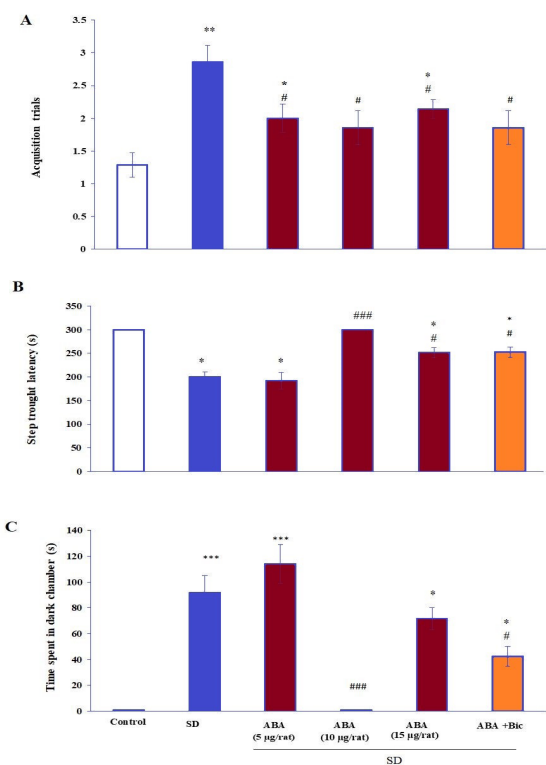 A
Acquisition trials
3.5
3
2.5
2
1.5
1
0.5
0
**
*
#
#
*
#
#
B
Step trought latency (s)
350
300
250
200
150
100
50
0
*
*
###
*
#
*
#
C
Time spent in dark chamber (s)
140
120
100
80
60
40
20
0
***
***
###
*
*
#
Control
SD
ABA
(5 µg/rat)
ABA
(10 µg/rat)
ABA
(15 µg/rat)
ABA +Bic
SD